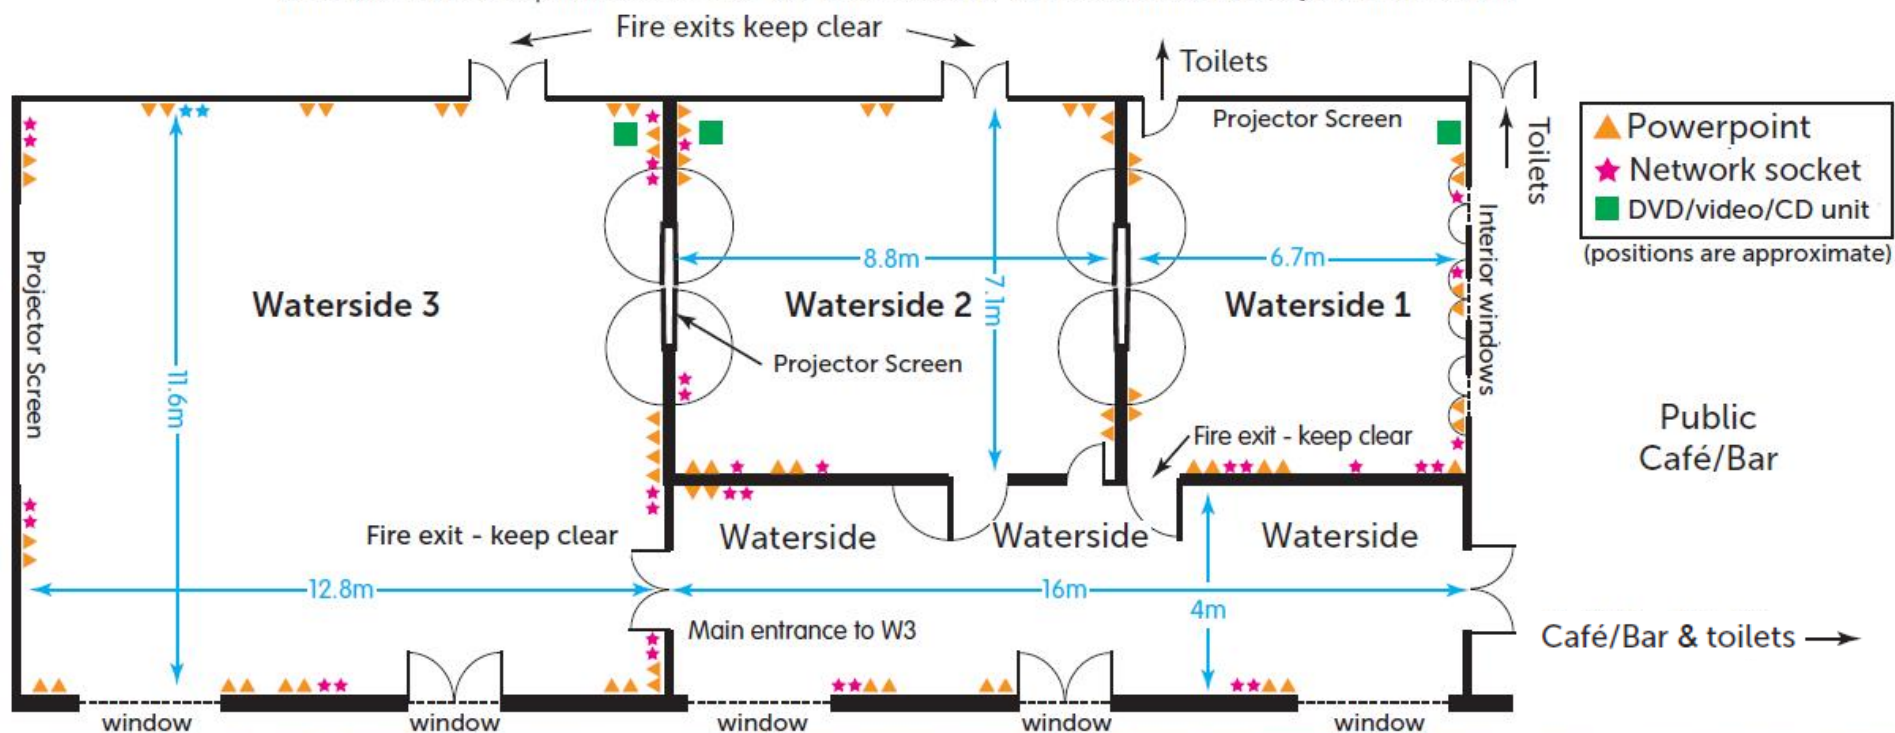 Fire exits keep clear
Toilets
Projector Screen
Toilets
Powerpoint
Network socket
DVD/video/CD unit
(positions are approximate)
Projector Screen
8.8m
6.7m
Interior windows
Waterside 3
Waterside 2
7.1m
Waterside 1
Projector Screen
11.6m
Public
Café/Bar
Fire exit - keep clear
Fire exit - keep clear
Waterside
Waterside
Waterside
12.8m
16m
4m
Main entrance to W3
Café/Bar & toilets
window
window
window
window
window